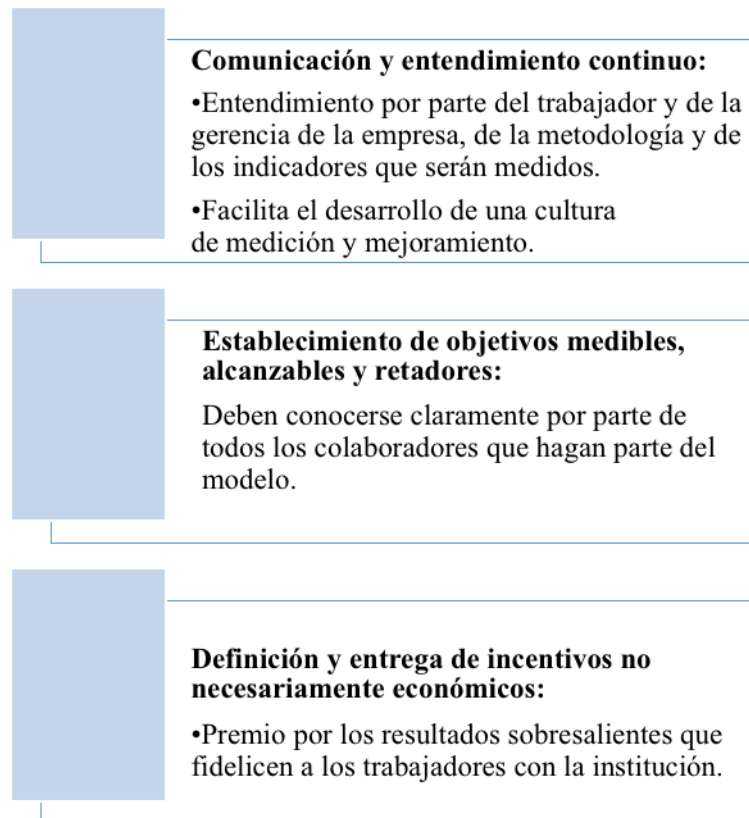 Comunicación y entendimiento continuo:
•Entendimiento por parte del trabajador y de la
gerencia de la empresa, de la metodología y de
los indicadores que serán medidos.
•Facilita el desarrollo de una cultura
de medición y mejoramiento.
Establecimiento de objetivos medibles,
alcanzables y retadores:
Deben conocerse claramente por parte de
todos los colaboradores que hagan parte del
modelo.
Definición y entrega de incentivos no
necesariamente económicos:
•Premio por los resultados sobresalientes que
fidelicen a los trabajadores con la institución.